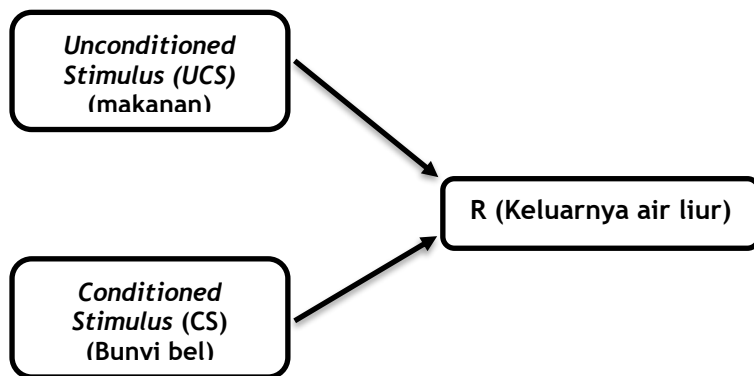 Unconditioned
Stimulus (UCS)
(makanan)
R (Keluarnya air liur)
Conditioned
Stimulus (CS)
(Bunyi bel)